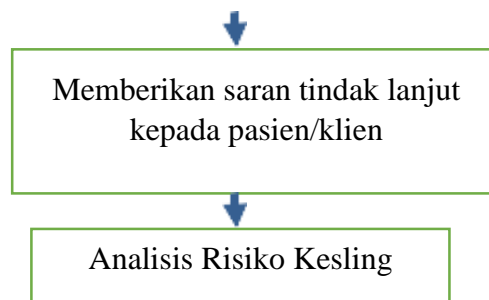 Memberikan saran tindak lanjut
kepada pasien/klien
Analisis Risiko Kesling